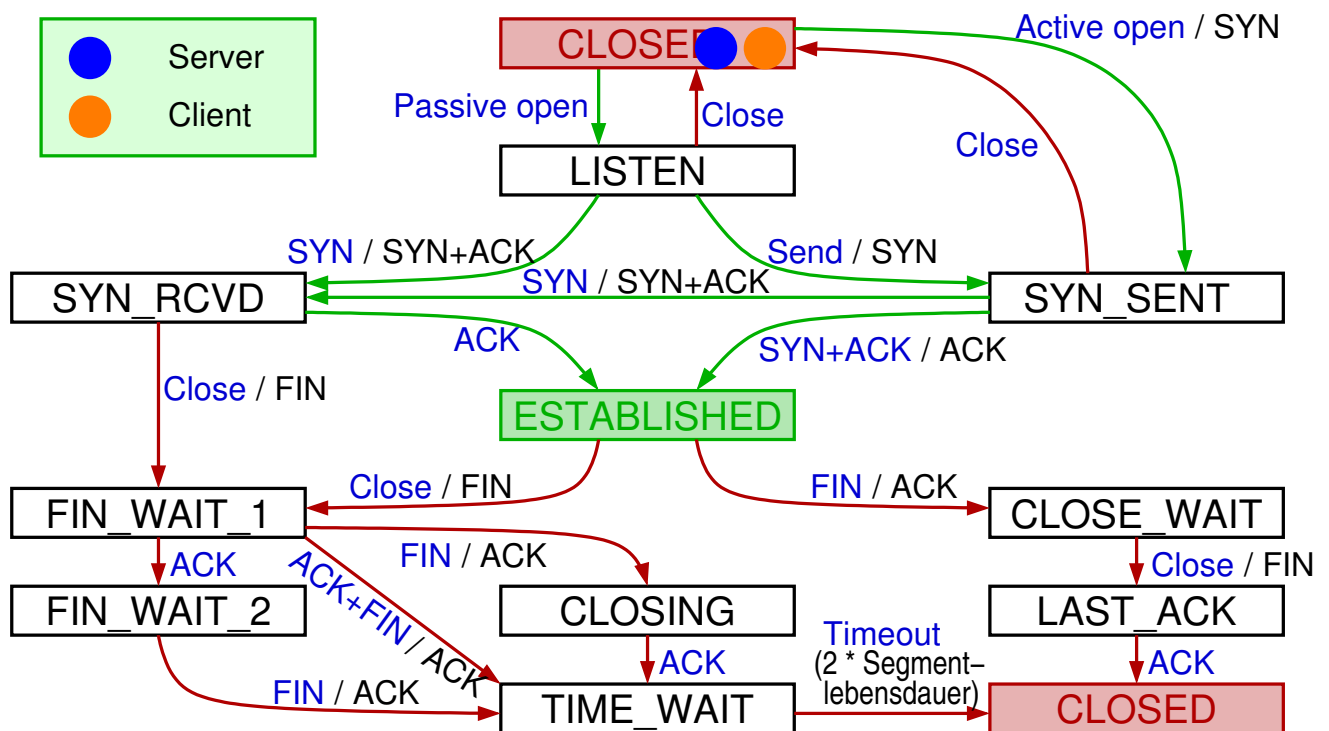 Server
Client
CLOSED
Active open / SYN
Passive open
Close
Close
LISTEN
SYN / SYN+ACK
Send / SYN
SYN / SYN+ACK
SYN_RCVD
SYN_SENT
ACK
SYN+ACK / ACK
Close / FIN
ESTABLISHED
Close / FIN
FIN / ACK
FIN_WAIT_1
CLOSE_WAIT
ACK
ACK+FIN / ACK
FIN / ACK
Close / FIN
FIN_WAIT_2
CLOSING
LAST_ACK
FIN / ACK
ACK
Timeout
(2 * Segment–
lebensdauer)
ACK
TIME_WAIT
CLOSED